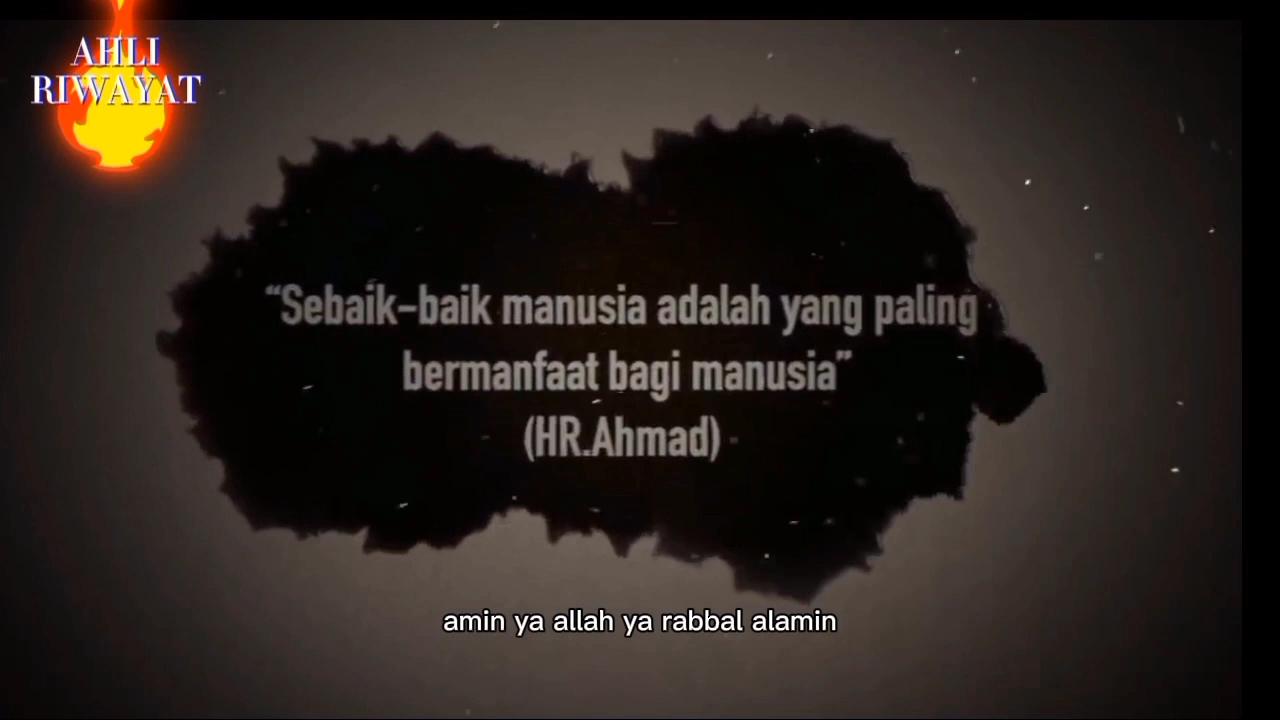 AHLI
RIWAYAT
“Sebaik-baik manusia adalah yang paling
bermanfaat bagi manusia”
(HR.Ahmad)
amin ya allah ya rabbal alamin